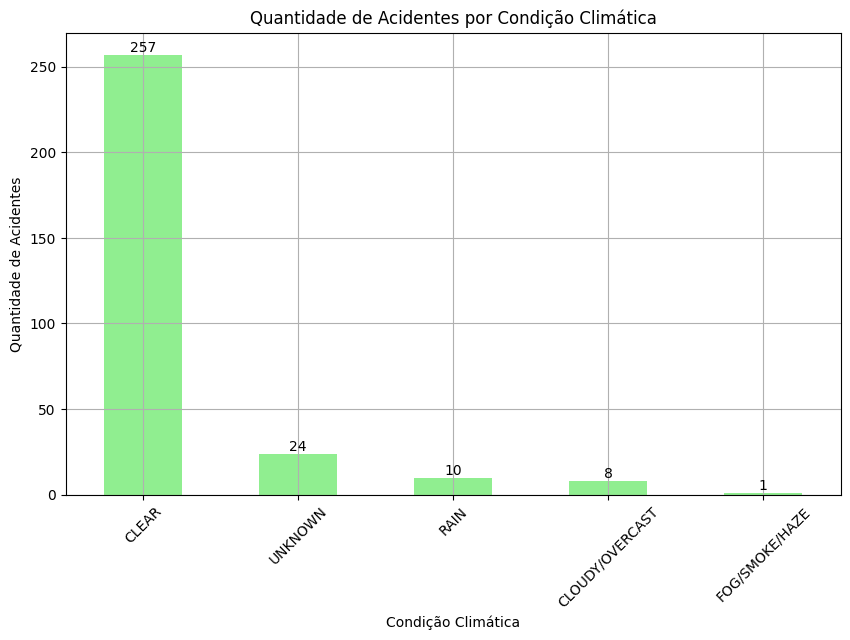 Quantidade de Acidentes por Condição Climática
Quantidade de Acidentes
250
200
150
100
50
0
257
24
10
8
1
CLEAR
UNKNOWN
RAIN
CLOUDY/OVERCAST
FOG/SMOKE/HAZE
Condição Climática